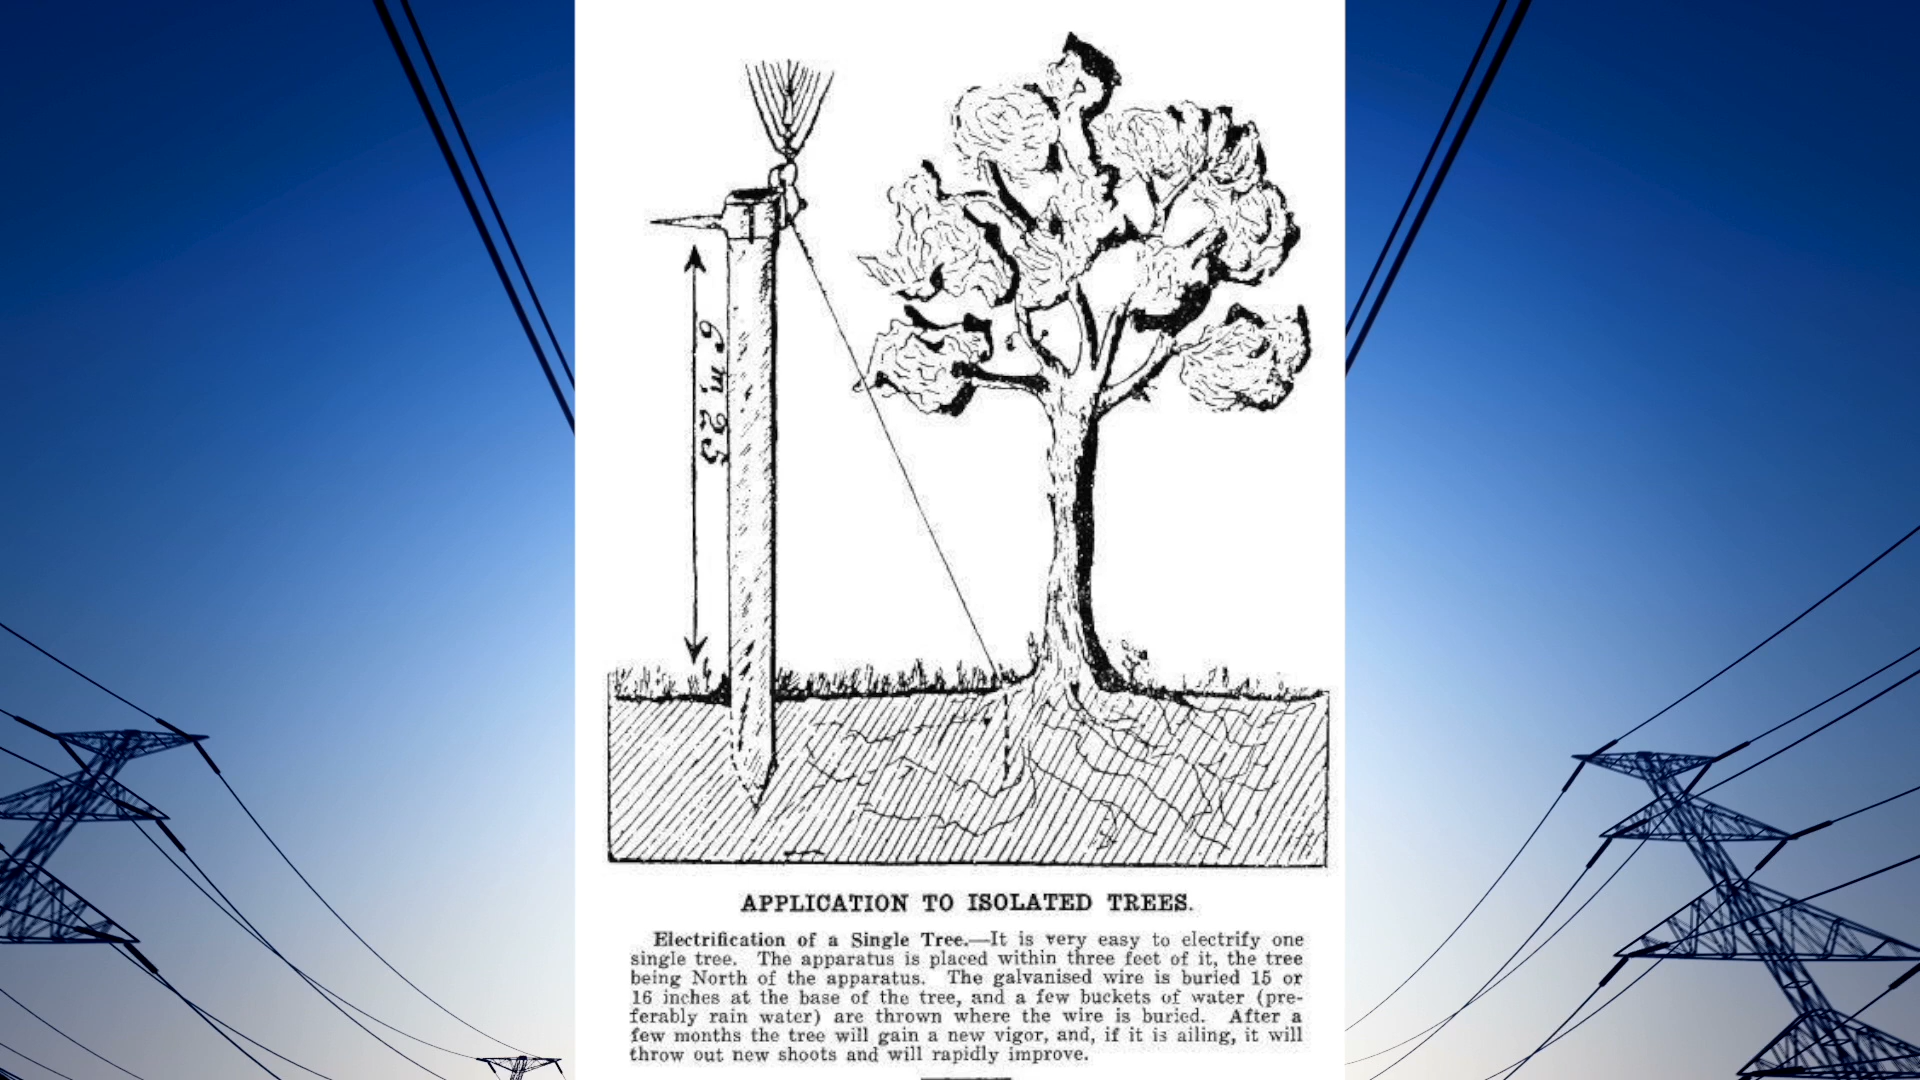 6 m, 25
APPLICATION TO ISOLATED TREES.
Electrification of a Single Tree.—It is very easy to electrify one
single tree. The apparatus is placed within three feet of it, the tree
being North of the apparatus. The galvanised wire is buried 15 or
16 inches at the base of the tree, and a few buckets of water (pre-
ferably rain water) are thrown where the wire is buried. After a
few months the tree will gain a new vigor, and, if it is ailing, it will
throw out new shoots and will rapidly improve.